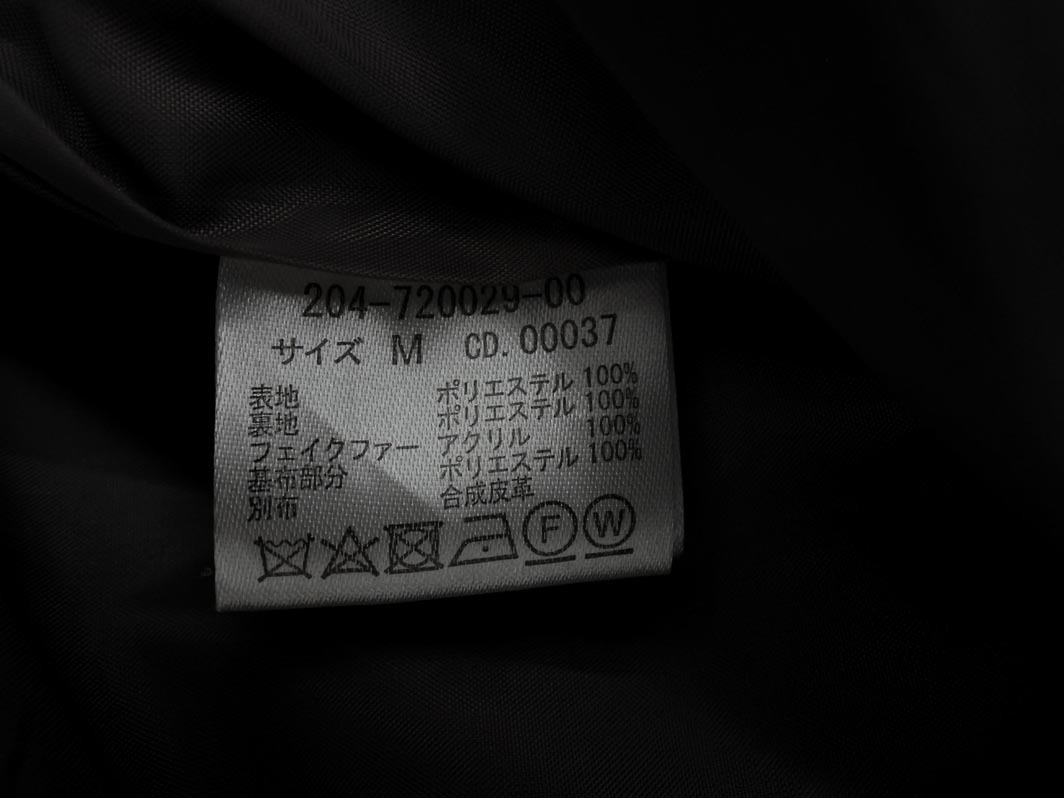 204-720029-00
サイズ M CD. 00037
表地 ポリエステル 100%
裏地 ポリエステル 100%
フェイクファー アクリル 100%
基布部分 ポリエステル 100%
別布 合成皮革
F W